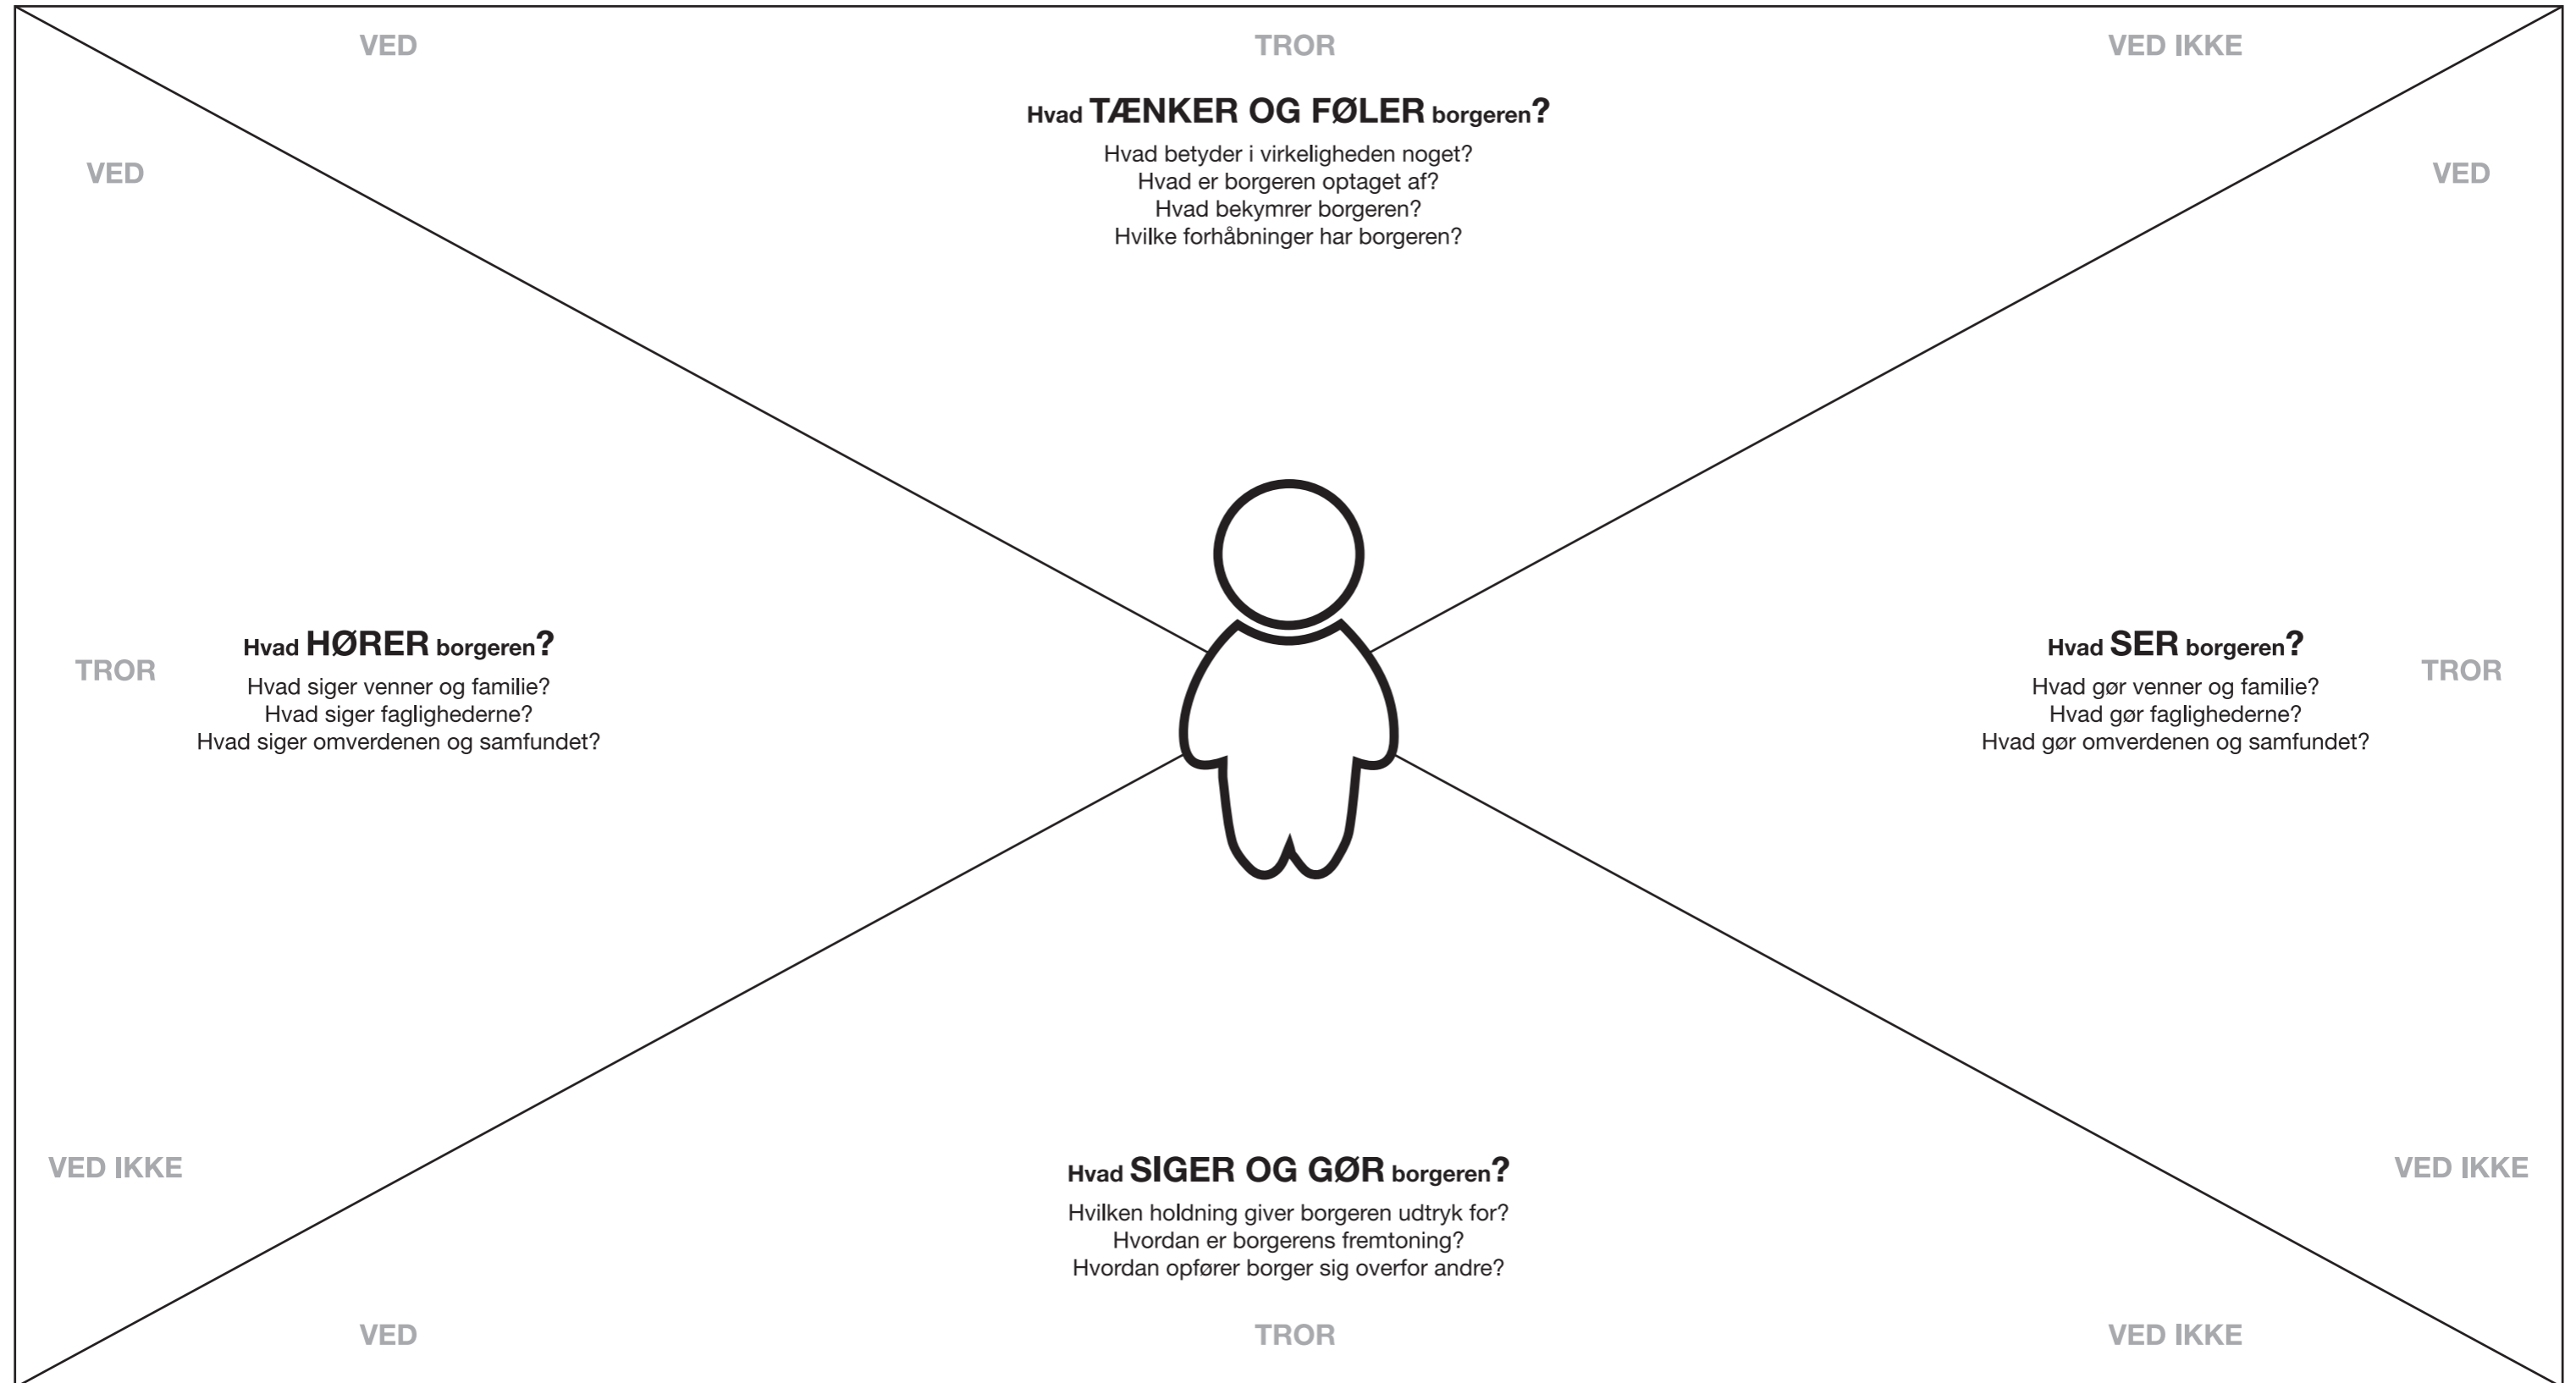 VED
TROR
VED IKKE
Hvad TÆNKER OG FØLER borgeren?
Hvad betyder i virkeligheden noget?
Hvad er borgeren optaget af?
Hvad bekymrer borgeren?
Hvilke forhåbninger har borgeren?
VED
TROR
VED IKKE
Hvad HØRER borgeren?
Hvad siger venner og familie?
Hvad siger faglighederne?
Hvad siger omverdenen og samfundet?
VED
TROR
VED IKKE
Hvad SER borgeren?
Hvad gør venner og familie?
Hvad gør faglighederne?
Hvad gør omverdenen og samfundet?
Hvad SIGER OG GØR borgeren?
Hvilken holdning giver borgeren udtryk for?
Hvordan er borgerens fremtoning?
Hvordan opfører borger sig overfor andre?
VED
TROR
VED IKKE